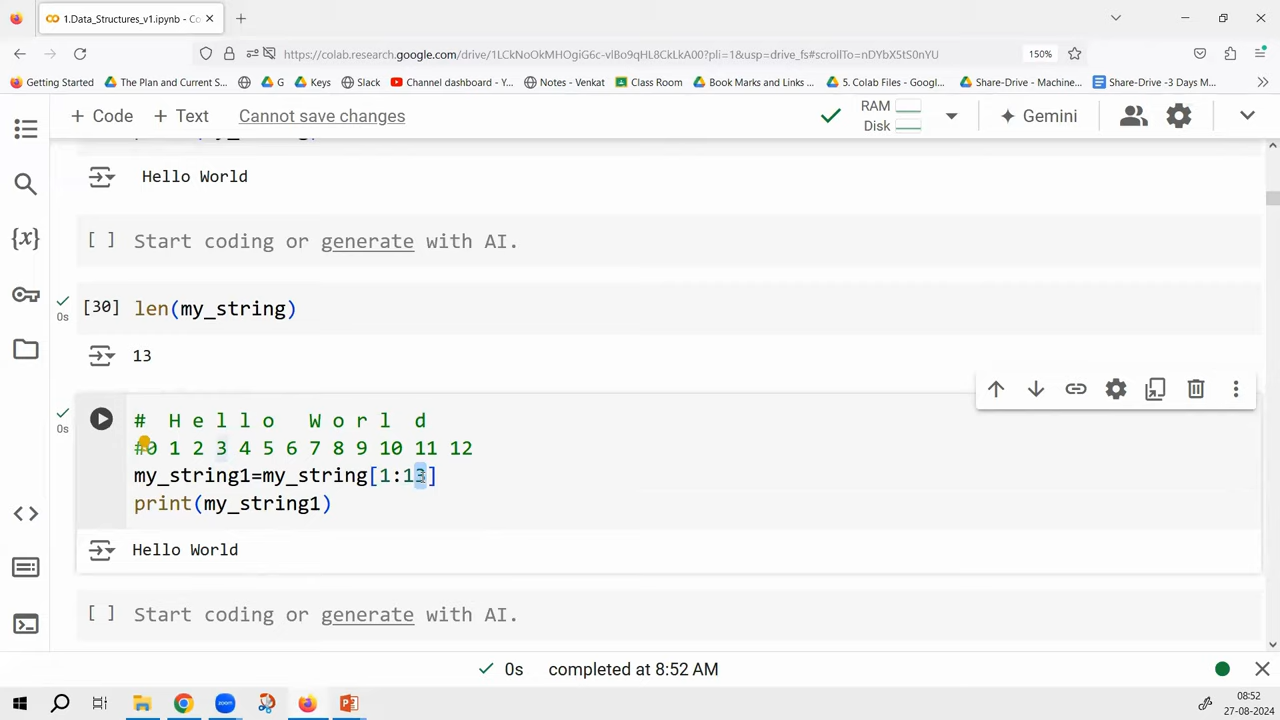 1.Data_Structures_v1.ipynb - Co
https://colab.research.google.com/drive/1LCkNoOkMHOgiG6c-vlBo9qHL8CkLkA00?pli=1&usp=drive_fs#scrollTo=nDYbX5tS0nYU
150%
Getting Started
The Plan and Current S...
G
Keys
Slack
Channel dashboard - Y...
Notes - Venkat
Class Room
Book Marks and Links ...
5. Colab Files - Googl...
Share-Drive - Machine...
Share-Drive -3 Days M...
+ Code
+ Text
Cannot save changes
RAM
Disk
Gemini
Hello World
[ ] Start coding or generate with AI.
[30] len(my_string)
0s
13
# H e l l o   W o r l d
0s
#0 1 2 3 4 5 6 7 8 9 10 11 12
my_string1=my_string[1:13]
print(my_string1)
Hello World
[ ] Start coding or generate with AI.
0s completed at 8:52 AM
zoom
08:52
27-08-2024